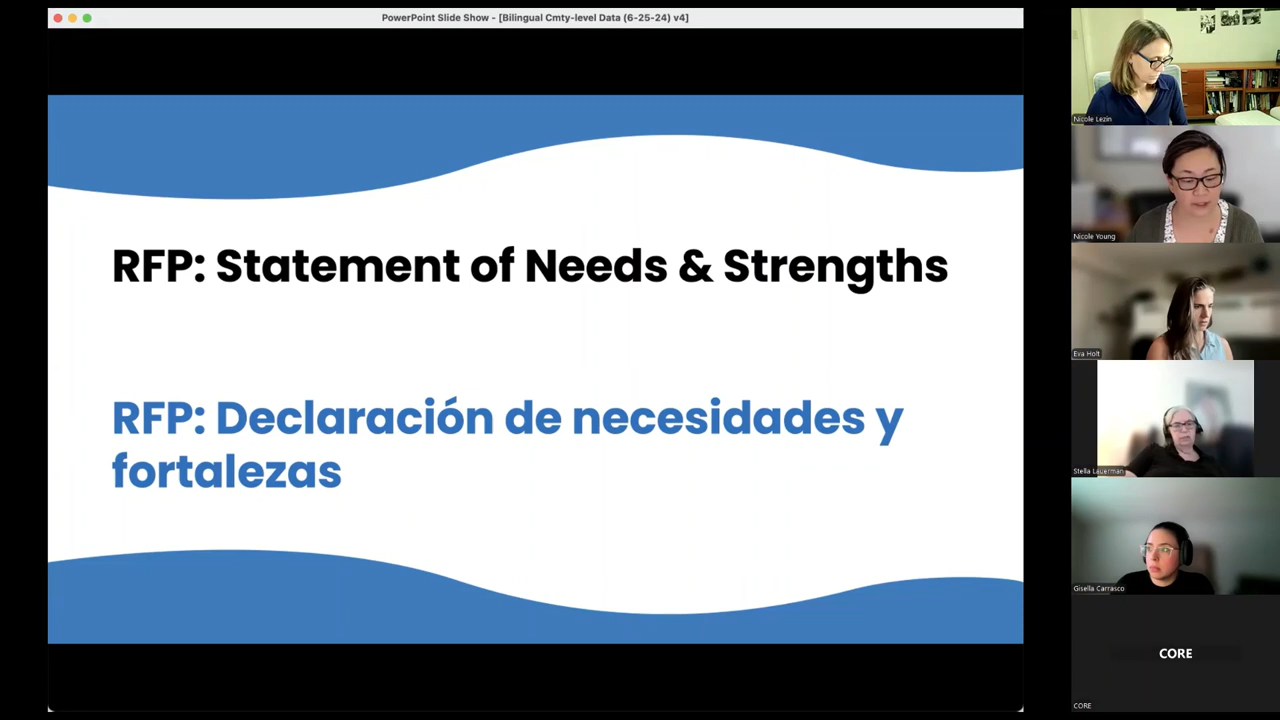 PowerPoint Slide Show - [Bilingual Cmty-level Data (6-25-24) v4]
RFP: Statement of Needs & Strengths
RFP: Declaración de necesidades y
fortalezas
Nicole Lezin
Nicole Young
Eva Holt
Stella Lauerman
Gisella Carrasco
CORE
CORE